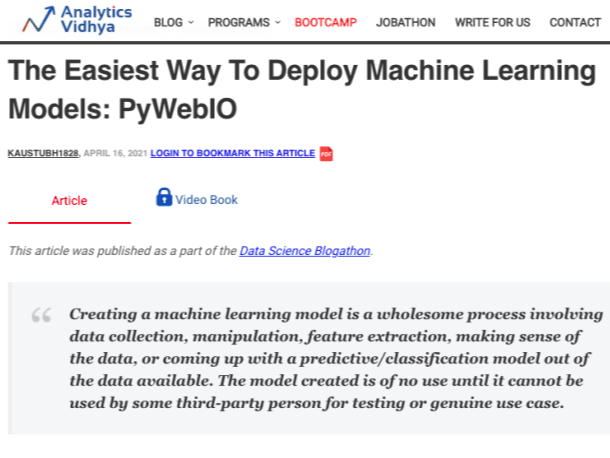 Analytics
Vidhya
BLOG PROGRAMS BOOTCAMP JOBATHON WRITE FOR US CONTACT
The Easiest Way To Deploy Machine Learning
Models: PyWebIO
KAUSTUBH1828, APRIL 16, 2021 LOGIN TO BOOKMARK THIS ARTICLE PDF
Article Video Book
This article was published as a part of the Data Science Blogathon.
“ Creating a machine learning model is a wholesome process involving
data collection, manipulation, feature extraction, making sense of
the data, or coming up with a predictive/classification model out of
the data available. The model created is of no use until it cannot be
used by some third-party person for testing or genuine use case.